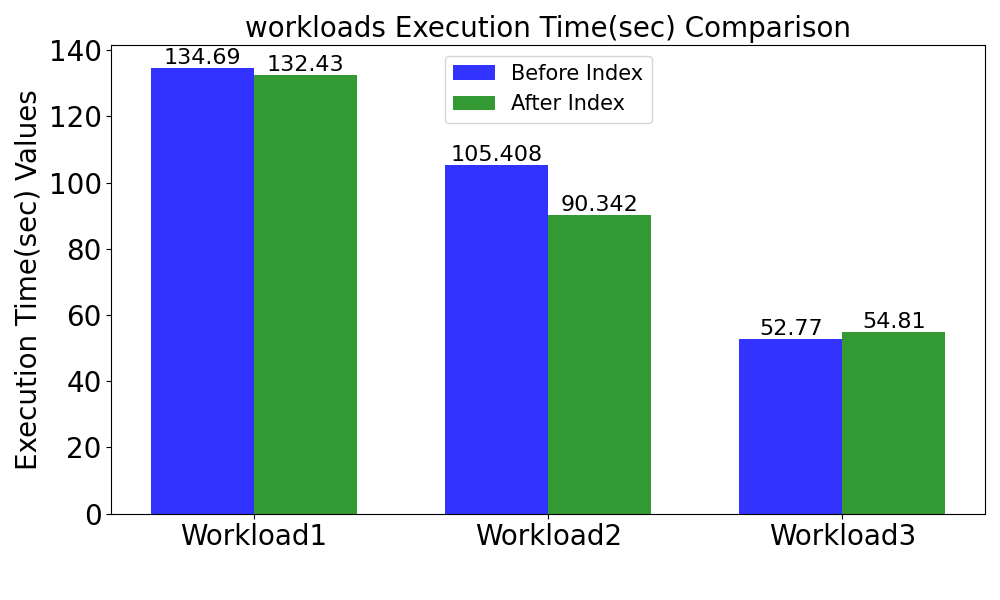 workloads Execution Time(sec) Comparison
Execution Time(sec) Values
140
120
100
80
60
40
20
0
134.69
132.43
105.408
90.342
52.77
54.81
Before Index
After Index
Workload1
Workload2
Workload3